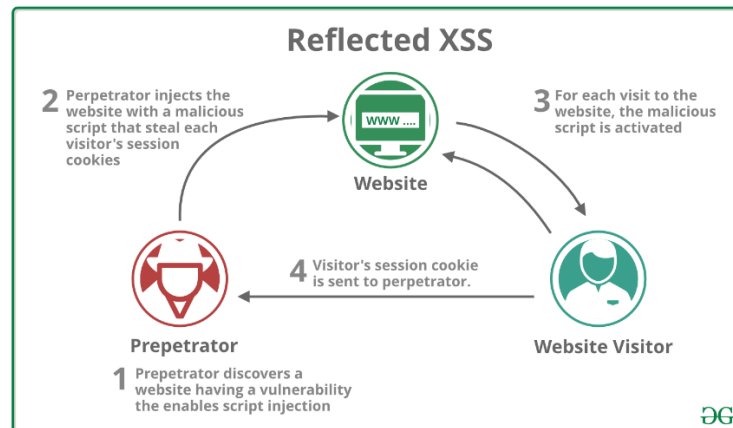 Reflected XSS
2 Perpetrator injects the
website with a malicious
script that steal each
visitor's session
cookies
3 For each visit to the
website, the malicious
script is activated
www ....
Website
4 Visitor's session cookie
is sent to perpetrator.
Prepetrator
Website Visitor
1 Prepetrator discovers a
website having a vulnerability
the enables script injection